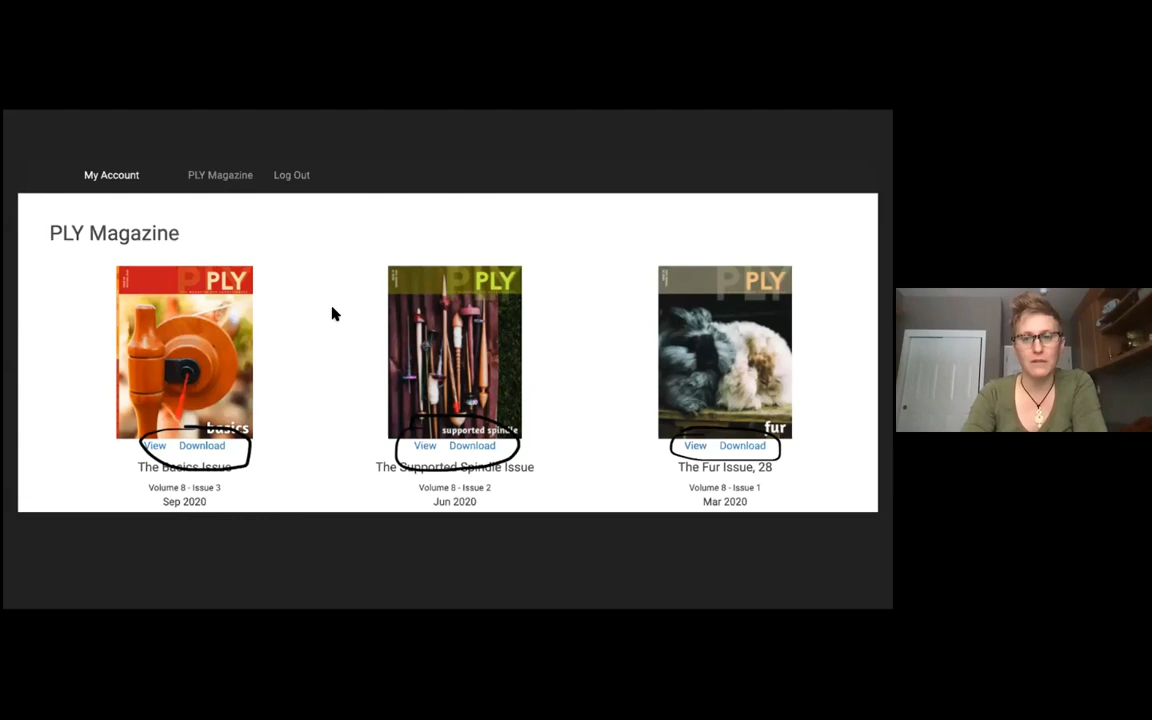 My Account PLY Magazine Log Out
PLY Magazine
PLY PLY PLY
basics supported spindle fur
View Download View Download View Download
The Basics Issue The Supported Spindle Issue The Fur Issue, 28
Volume 8 - Issue 3 Volume 8 - Issue 2 Volume 8 - Issue 1
Sep 2020 Jun 2020 Mar 2020